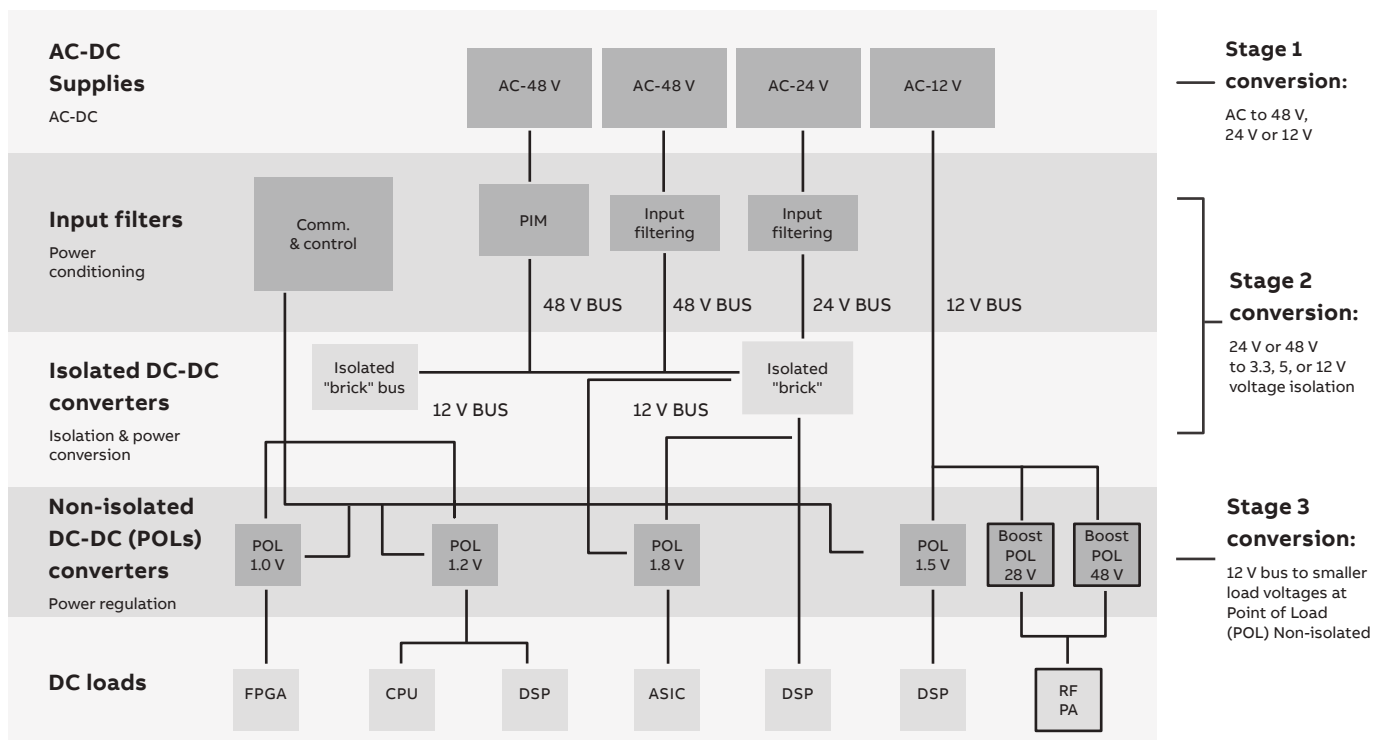 AC-DC
Supplies
AC-DC
AC-48 V
AC-48 V
AC-24 V
AC-12 V
Stage 1
conversion:
AC to 48 V,
24 V or 12 V
Input filters
Power
conditioning
Comm.
& control
PIM
Input
filtering
Input
filtering
48 V BUS
48 V BUS
24 V BUS
12 V BUS
Stage 2
conversion:
24 V or 48 V
to 3.3, 5, or 12 V
voltage isolation
Isolated DC-DC
converters
Isolation & power
conversion
Isolated
"brick" bus
Isolated
"brick"
12 V BUS
12 V BUS
Non-isolated
DC-DC (POLs)
converters
Power regulation
POL
1.0 V
POL
1.2 V
POL
1.8 V
POL
1.5 V
Boost
POL
28 V
Boost
POL
48 V
Stage 3
conversion:
12 V bus to smaller
load voltages at
Point of Load
(POL) Non-isolated
DC loads
FPGA
CPU
DSP
ASIC
DSP
DSP
RF
PA